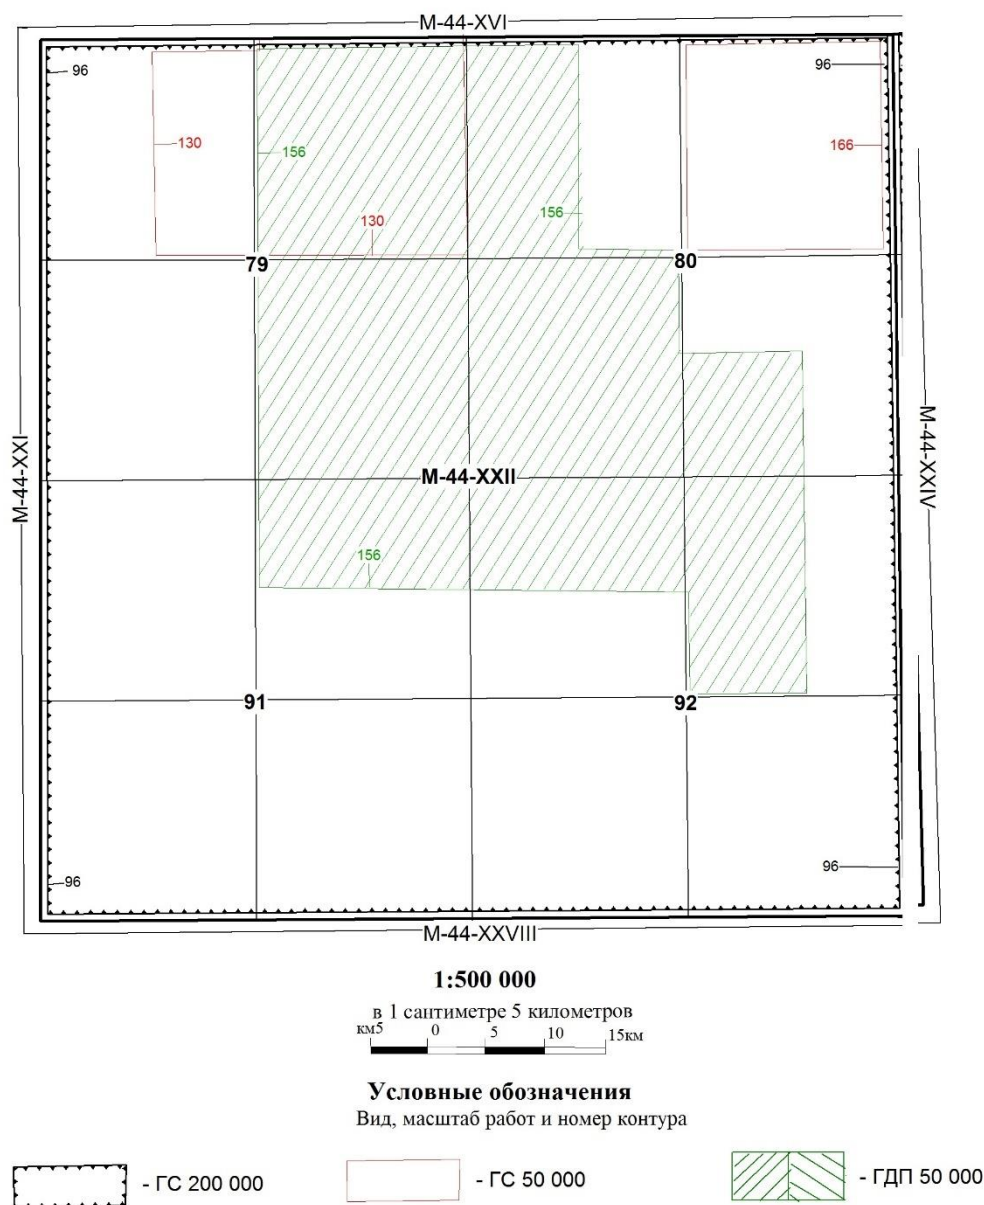 M-44-XVI
96
96
130
156
166
156
130
79
80
M-44-XXI
M-44-XXII
M-44-XXIV
156
91
92
96
96
M-44-XXVIII
1:500 000
в 1 сантиметре 5 километров
км5 0 5 10 15км
Условные обозначения
Вид, масштаб работ и номер контура
- ГС 200 000
- ГС 50 000
- ГДП 50 000